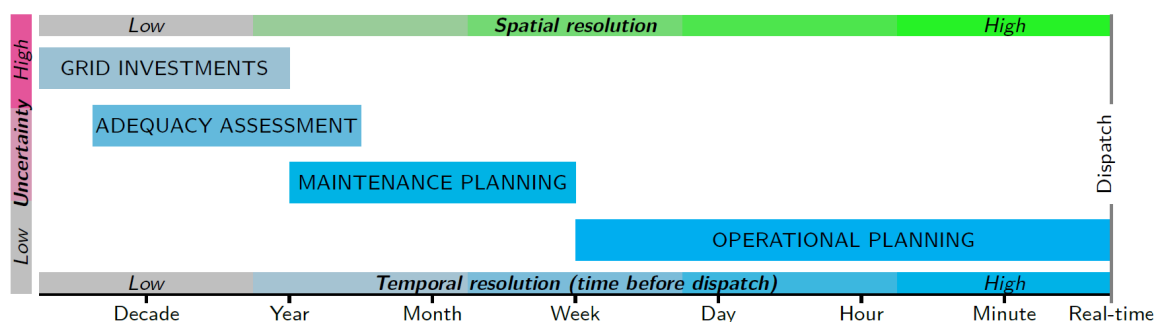 Low Spatial resolution High
High
GRID INVESTMENTS
ADEQUACY ASSESSMENT
Uncertainty
Dispatch
MAINTENANCE PLANNING
Low
OPERATIONAL PLANNING
Low Temporal resolution (time before dispatch) High
Decade Year Month Week Day Hour Minute Real-time